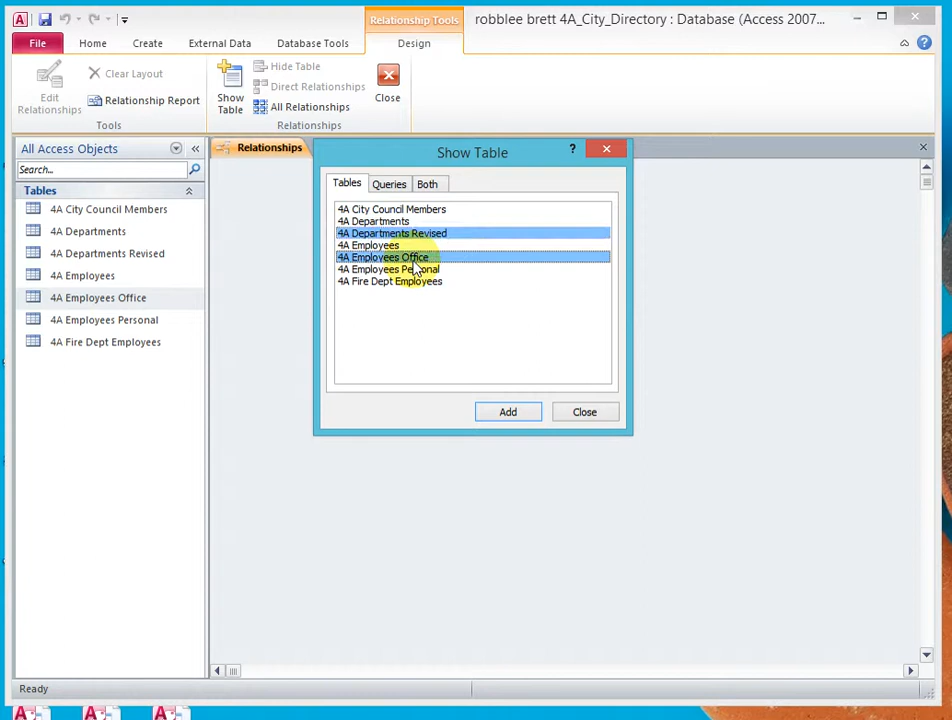 Relationship Tools
robblee brett 4A_City_Directory : Database (Access 2007...
File
Home
Create
External Data
Database Tools
Design
Edit
Relationships
Clear Layout
Relationship Report
Tools
Show
Table
Hide Table
Direct Relationships
All Relationships
Relationships
Close
All Access Objects
Search...
Tables
4A City Council Members
4A Departments
4A Departments Revised
4A Employees
4A Employees Office
4A Employees Personal
4A Fire Dept Employees
Relationships
Show Table
?
Tables
Queries
Both
4A City Council Members
4A Departments
4A Departments Revised
4A Employees
4A Employees Office
4A Employees Personal
4A Fire Dept Employees
Add
Close
Ready